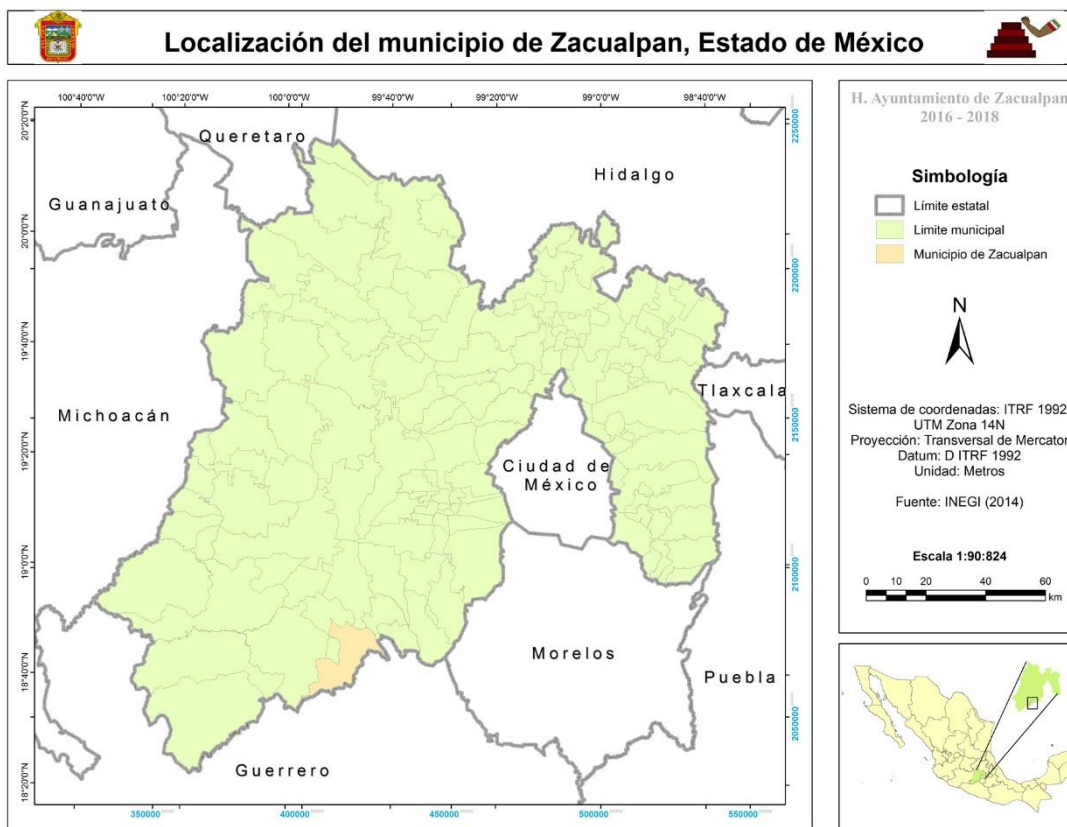 Localización del municipio de Zacualpan, Estado de México
100°40'0"W 100°20'0"W 100°0'0"W 99°40'0"W 99°20'0"W 99°0'0"W 98°40'0"W
20°20'0"N
20°0'0"N
19°40'0"N
19°20'0"N
19°0'0"N
18°40'0"N
18°20'0"N
2250000
2200000
2150000
2100000
2050000
350000 400000 450000 500000 550000
Queretaro
Guanajuato
Hidalgo
Michoacán
Tlaxcala
Ciudad de
México
Morelos
Puebla
Guerrero
H. Ayuntamiento de Zacualpan
2016 - 2018
Simbología
Límite estatal
Limite municipal
Municipio de Zacualpan
N
Sistema de coordenadas: ITRF 1992
UTM Zona 14N
Proyección: Transversal de Mercator
Datum: D ITRF 1992
Unidad: Metros
Fuente: INEGI (2014)
Escala 1:90:824
0 10 20 40 60
km